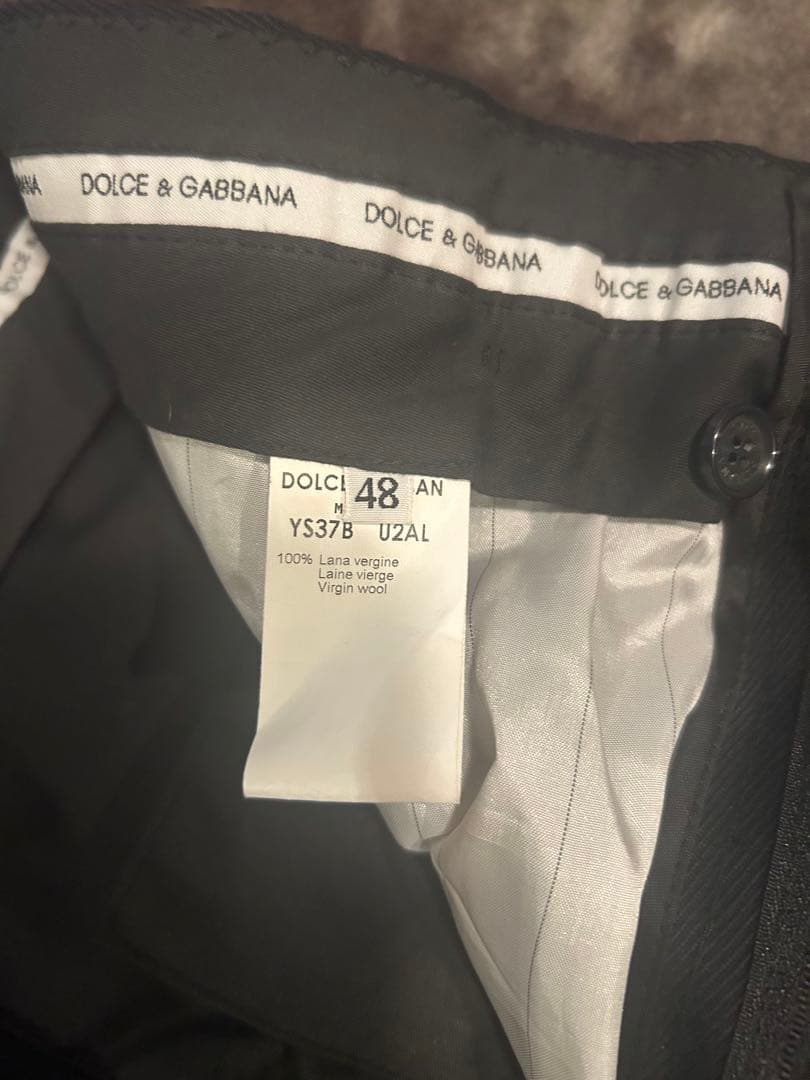 DOLCE & GABBANA
DOLCE & GABBANA
DOLCE & GABBANA
48
YS37B U2AL
100% Lana vergine
Laine vierge
Virgin wool